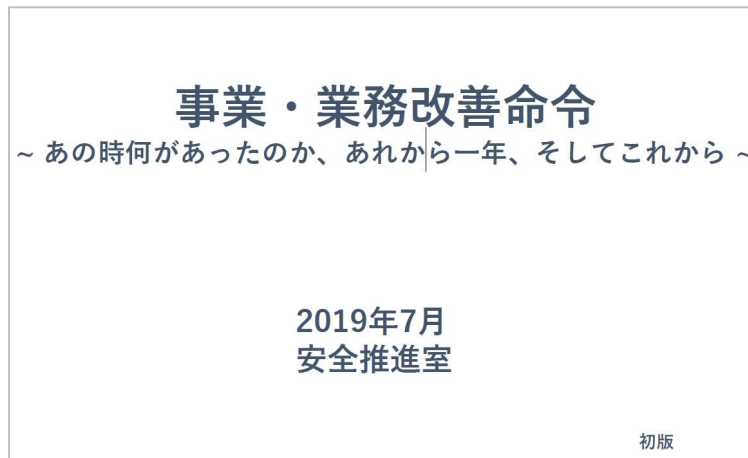 事業・業務改善命令
~ あの時何があったのか、あれから一年、そしてこれから ~
2019年7月
安全推進室
初版